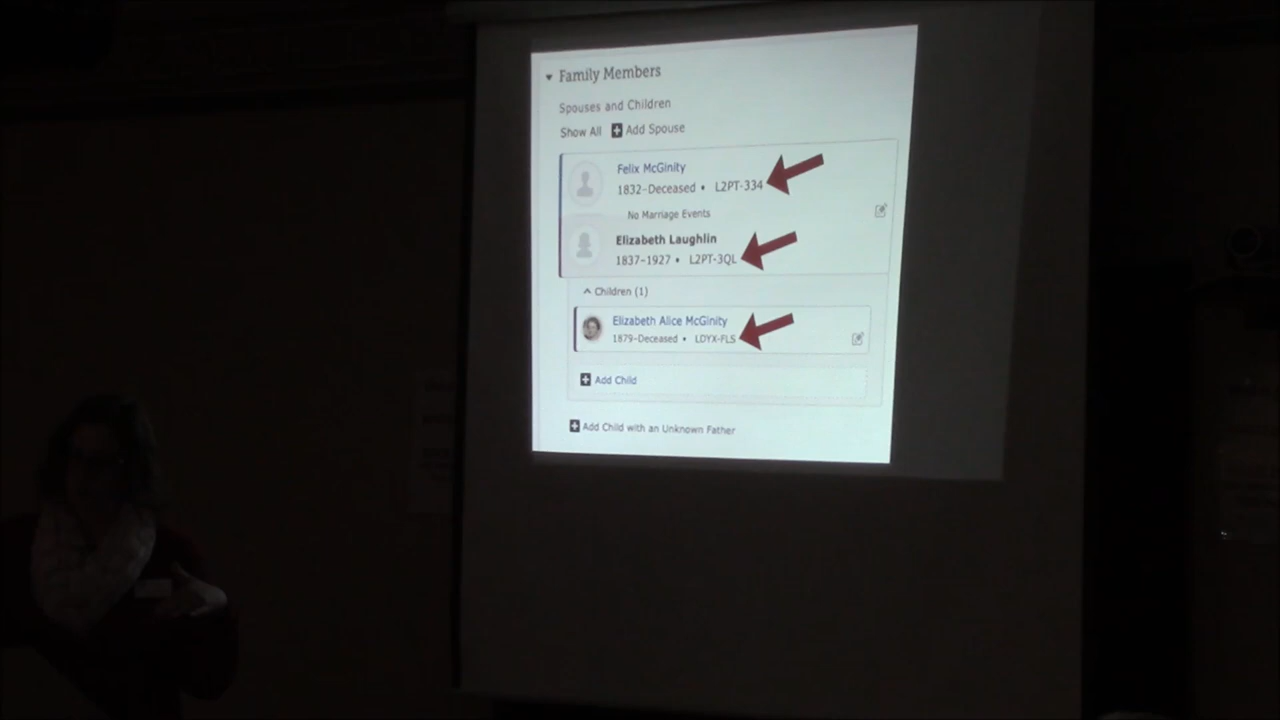 Family Members
Spouses and Children
Show All Add Spouse
Felix McGinity
1832-Deceased • L2PT-334
No Marriage Events
Elizabeth Laughlin
1837-1927 • L2PT-3QL
Children (1)
Elizabeth Alice McGinity
1879-Deceased • LDYX-FLS
Add Child
Add Child with an Unknown Father